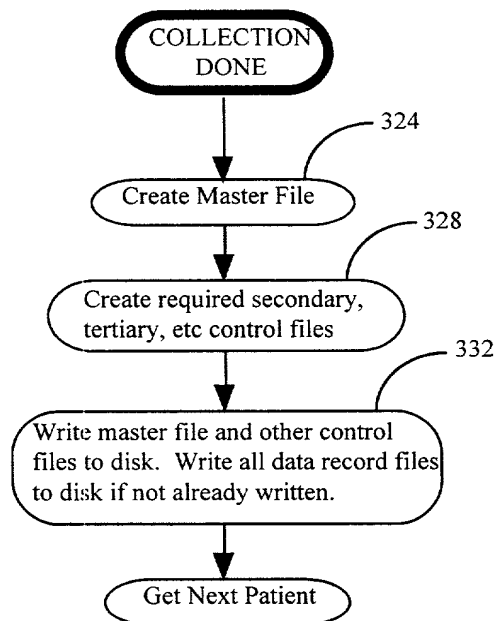 COLLECTION
DONE
324
Create Master File
328
Create required secondary,
tertiary, etc control files
332
Write master file and other control
files to disk.  Write all data record files
to disk if not already written.
Get Next Patient